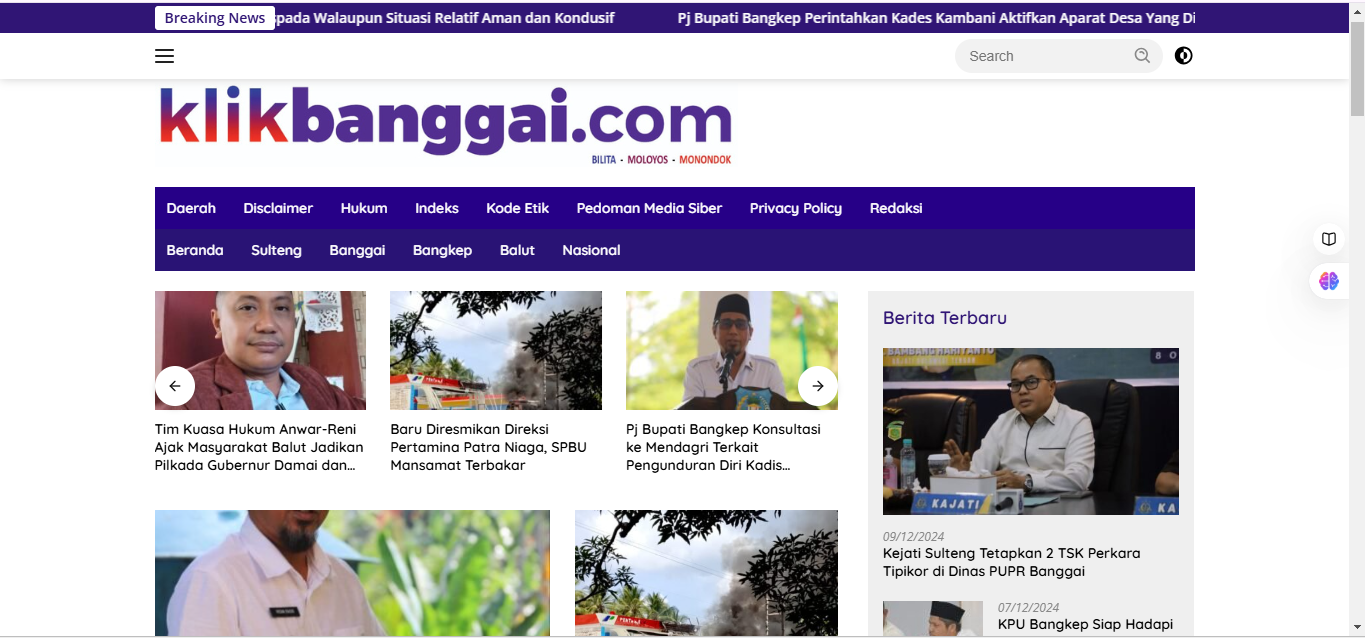 Breaking News
spada Walaupun Situasi Relatif Aman dan Kondusif
Pj Bupati Bangkep Perintahkan Kades Kambani Aktifkan Aparat Desa Yang Di
Search
klikbanggai.com
BILITA - MOLOYOS - MONONDOK
Daerah Disclaimer Hukum Indeks Kode Etik Pedoman Media Siber Privacy Policy Redaksi
Beranda Sulteng Banggai Bangkep Balut Nasional
Tim Kuasa Hukum Anwar-Reni
Ajak Masyarakat Balut Jadikan
Pilkada Gubernur Damai dan...
Baru Diresmikan Direksi
Pertamina Patra Niaga, SPBU
Mansamat Terbakar
Pj Bupati Bangkep Konsultasi
ke Mendagri Terkait
Pengunduran Diri Kadis...
Berita Terbaru
BAMBANG HARIYANTO
KAJATI
KA
09/12/2024
Kejati Sulteng Tetapkan 2 TSK Perkara
Tipikor di Dinas PUPR Banggai
07/12/2024
KPU Bangkep Siap Hadapi